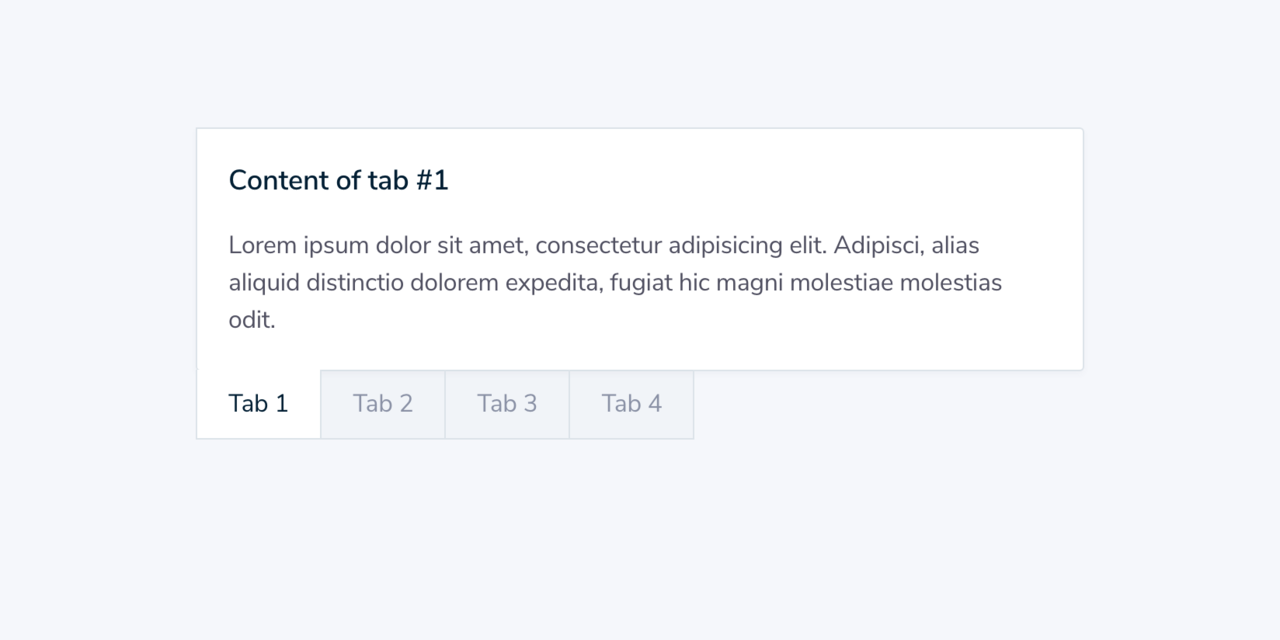 Content of tab #1
Lorem ipsum dolor sit amet, consectetur adipisicing elit. Adipisci, alias
aliquid distinctio dolorem expedita, fugiat hic magni molestiae molestias
odit.
Tab 1 Tab 2 Tab 3 Tab 4